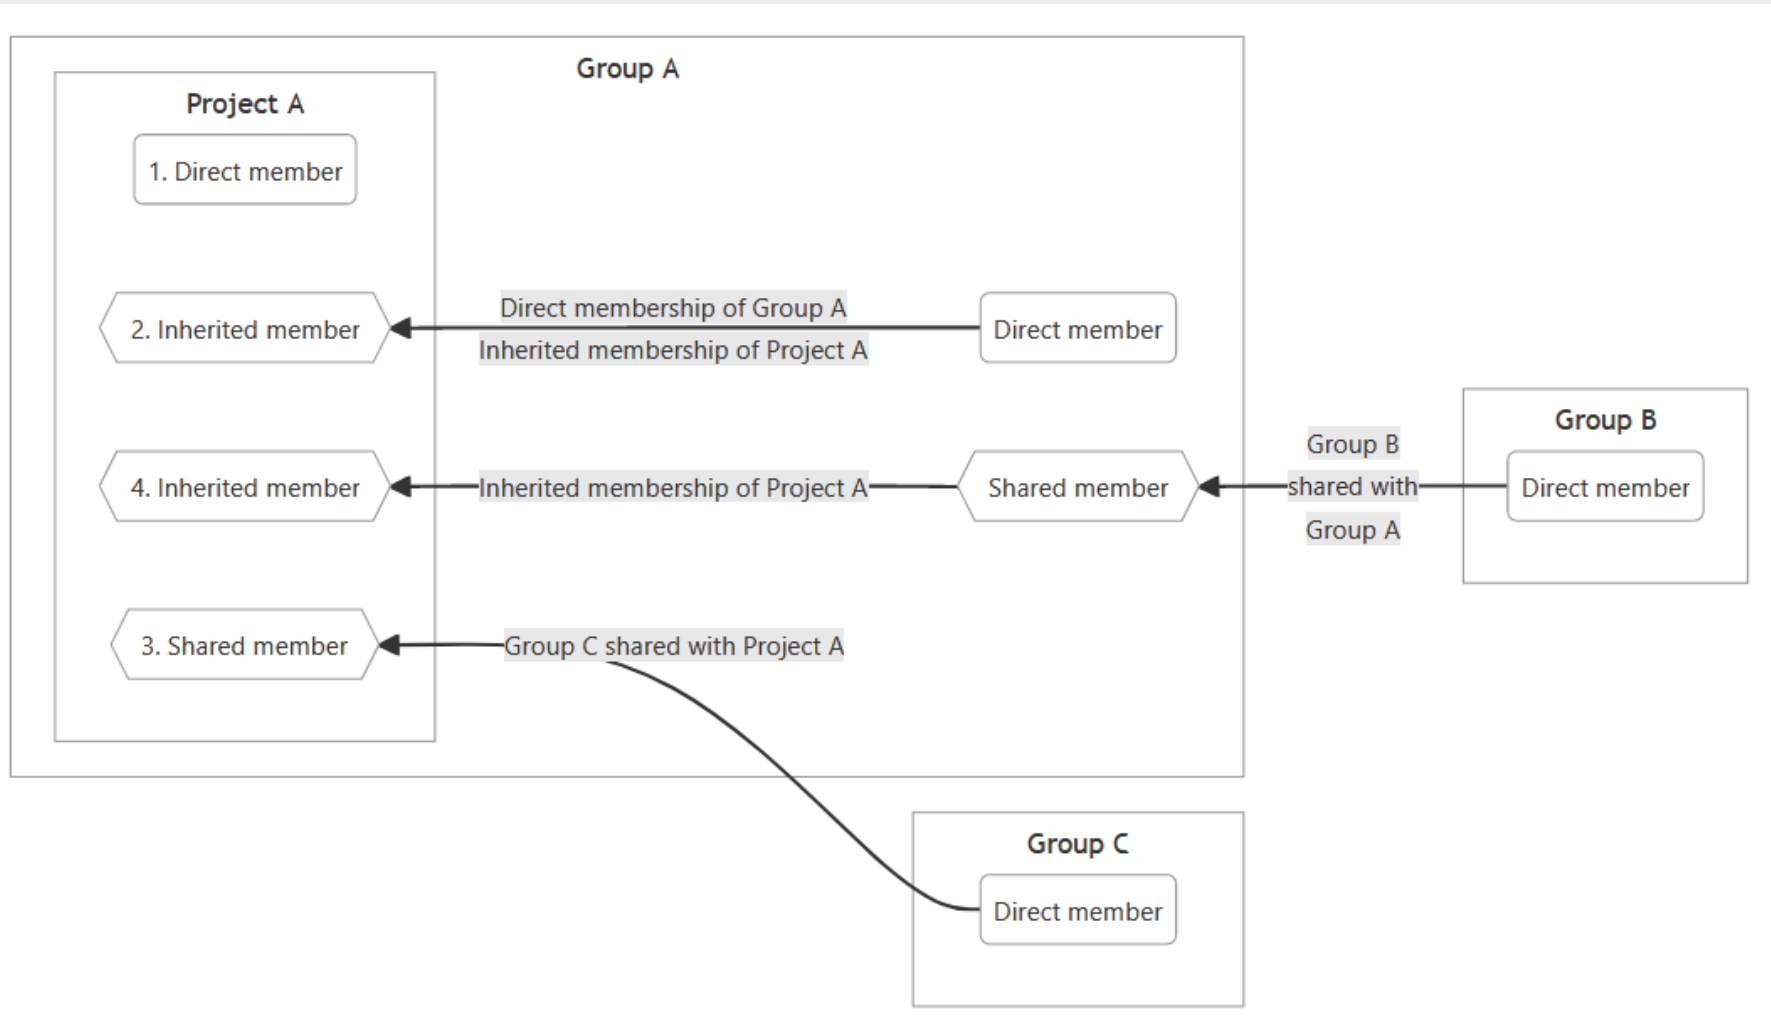 Group A
Project A
1. Direct member
Direct membership of Group A
Inherited membership of Project A
2. Inherited member
Direct member
Group B
Group B
shared with
Group A
4. Inherited member
Inherited membership of Project A
Shared member
Direct member
3. Shared member
Group C shared with Project A
Group C
Direct member